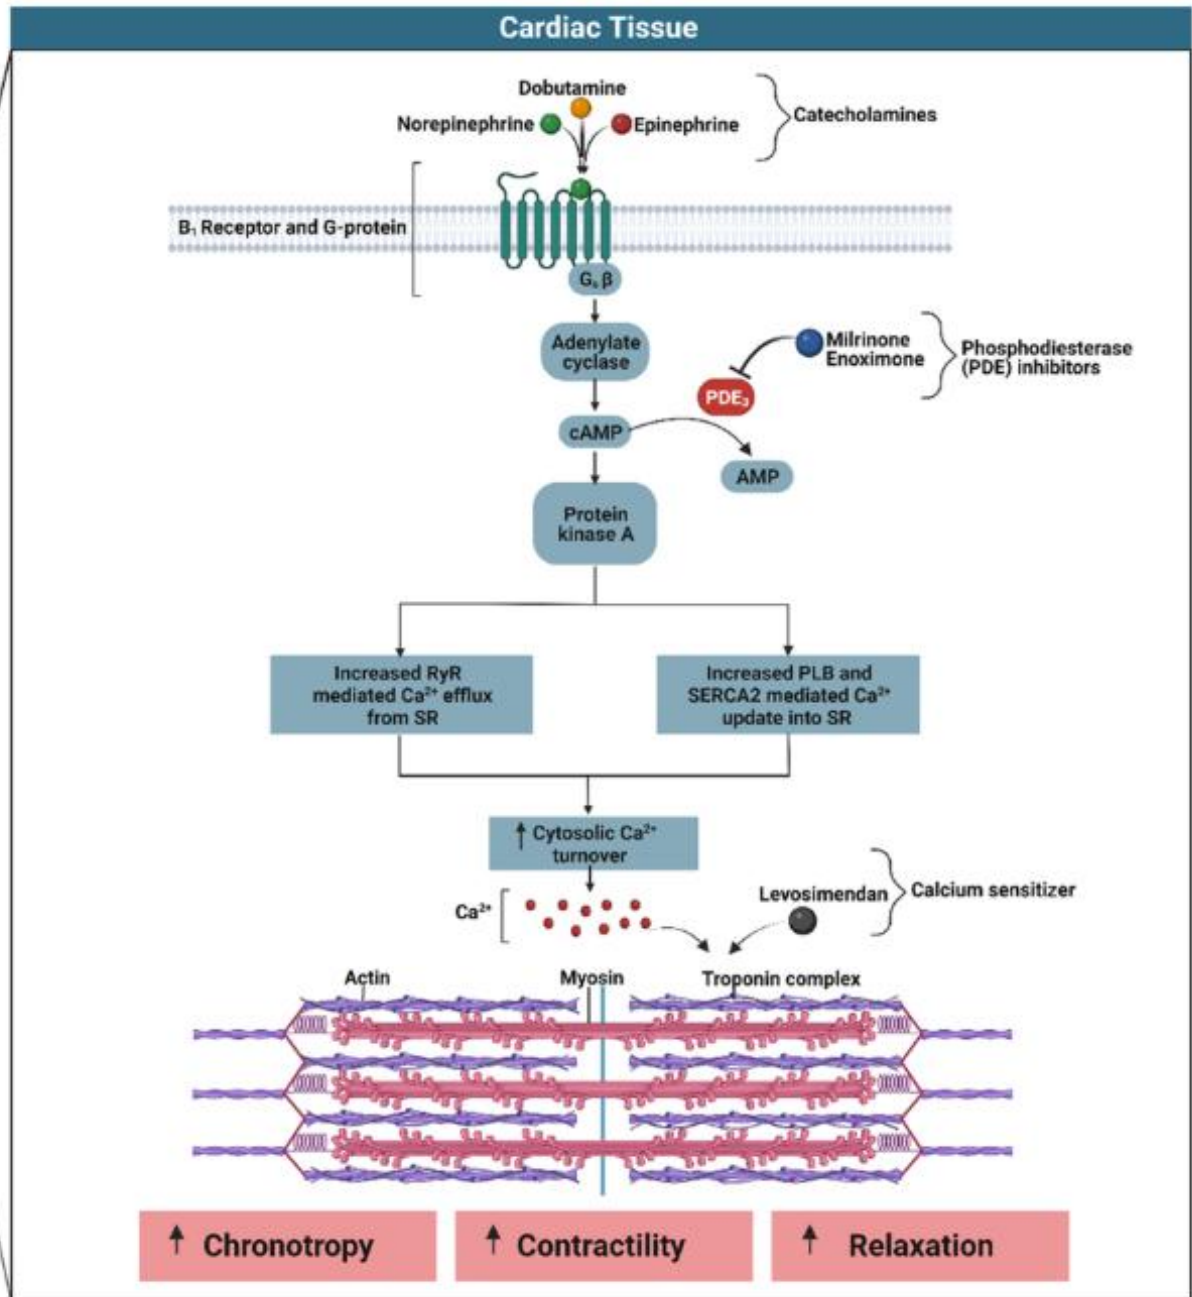 Cardiac Tissue
Dobutamine
Norepinephrine
Epinephrine
Catecholamines
B₁ Receptor and G-protein
Gₛ β
Adenylate
cyclase
Milrinone
Enoximone
Phosphodiesterase
(PDE) inhibitors
PDE₃
cAMP
AMP
Protein
kinase A
Increased RyR
mediated Ca²⁺ efflux
from SR
Increased PLB and
SERCA2 mediated Ca²⁺
update into SR
↑ Cytosolic Ca²⁺
turnover
Ca²⁺
Levosimendan
Calcium sensitizer
Actin
Myosin
Troponin complex
↑ Chronotropy
↑ Contractility
↑ Relaxation